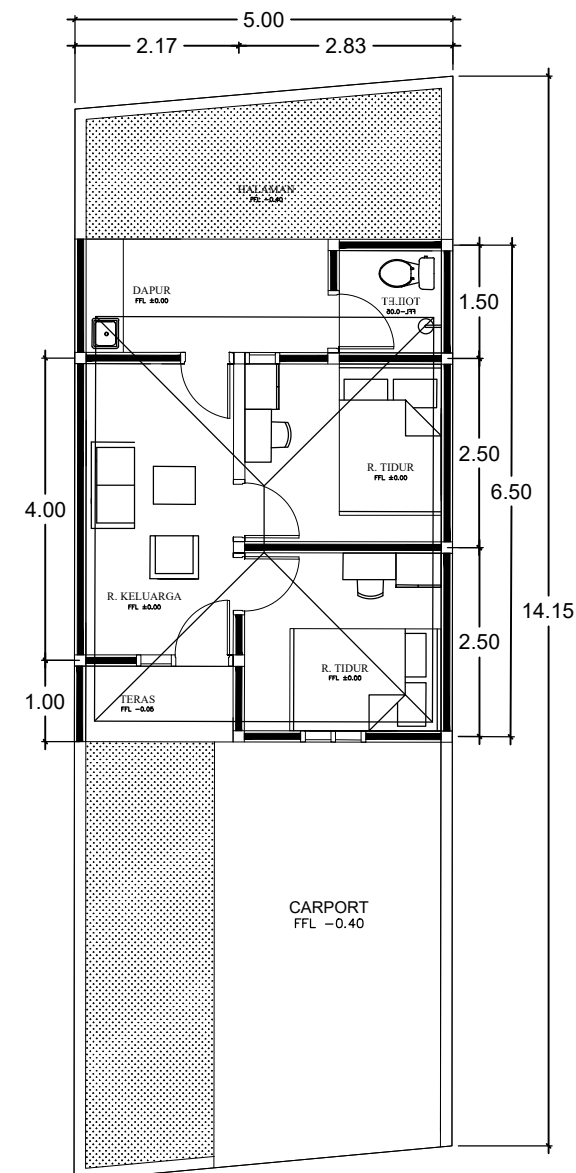 5.00
2.17
2.83
HALAMAN
FFL -0.40
DAPUR
FFL ±0.00
TOILET
FFL-0.05
1.50
R. TIDUR
FFL ±0.00
2.50
6.50
4.00
R. KELUARGA
FFL ±0.00
14.15
R. TIDUR
FFL ±0.00
2.50
1.00
TERAS
FFL -0.05
CARPORT
FFL -0.40